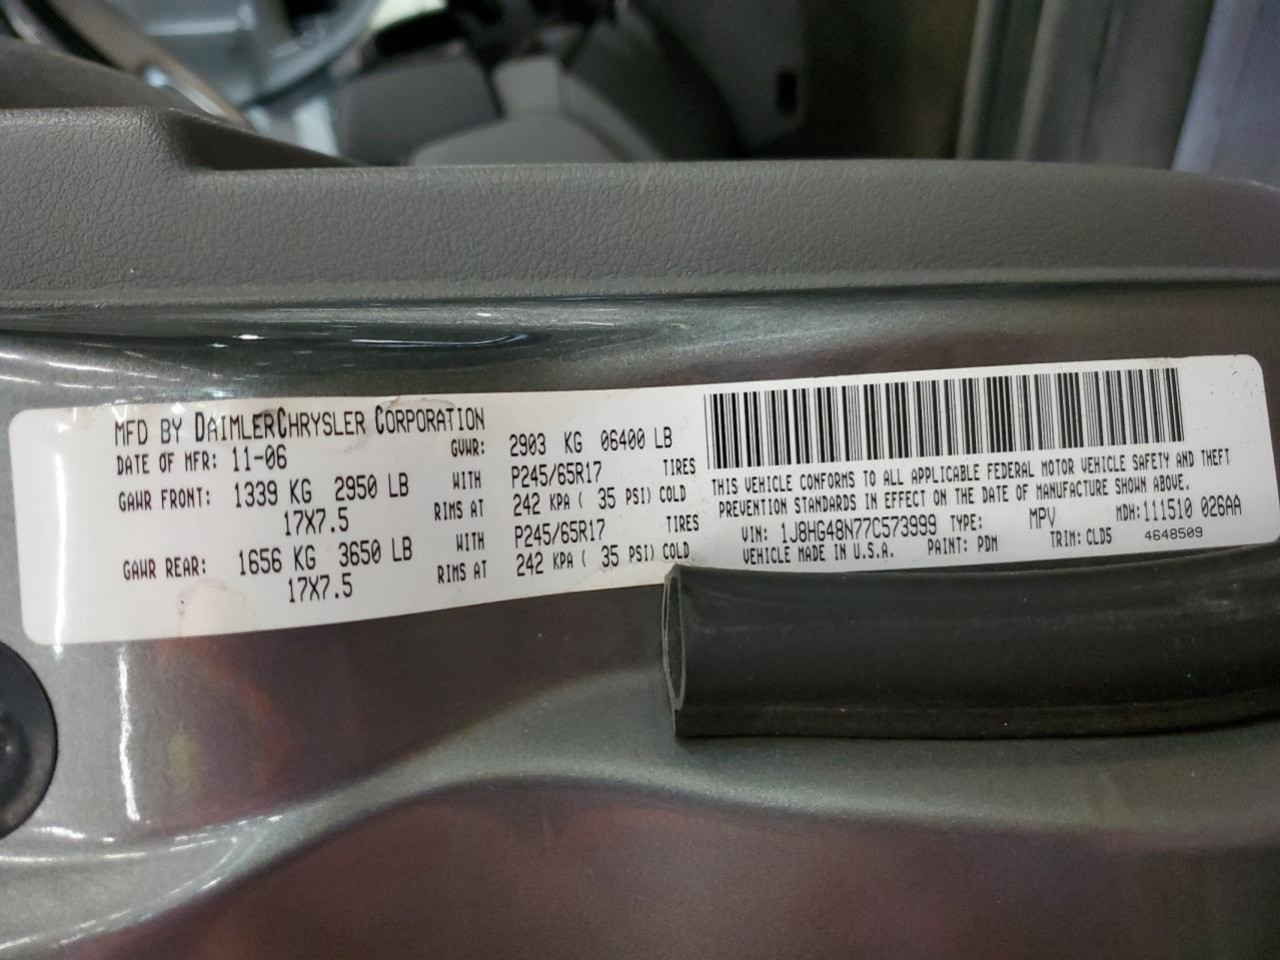 MFD BY DAIMLERCHRYSLER CORPORATION
DATE OF MFR: 11-06 GVWR: 2903 KG 06400 LB
GAWR FRONT: 1339 KG 2950 LB WITH P245/65R17 TIRES
17X7.5 RIMS AT 242 KPA ( 35 PSI) COLD
GAWR REAR: 1656 KG 3650 LB WITH P245/65R17 TIRES
17X7.5 RIMS AT 242 KPA ( 35 PSI) COLD
THIS VEHICLE CONFORMS TO ALL APPLICABLE FEDERAL MOTOR VEHICLE SAFETY AND THEFT
PREVENTION STANDARDS IN EFFECT ON THE DATE OF MANUFACTURE SHOWN ABOVE.
VIN: 1J8HG48N77C573999 TYPE: MPV MDH:111510 026AA
VEHICLE MADE IN U.S.A. PAINT: PDM TRIM: CLD5 4648509